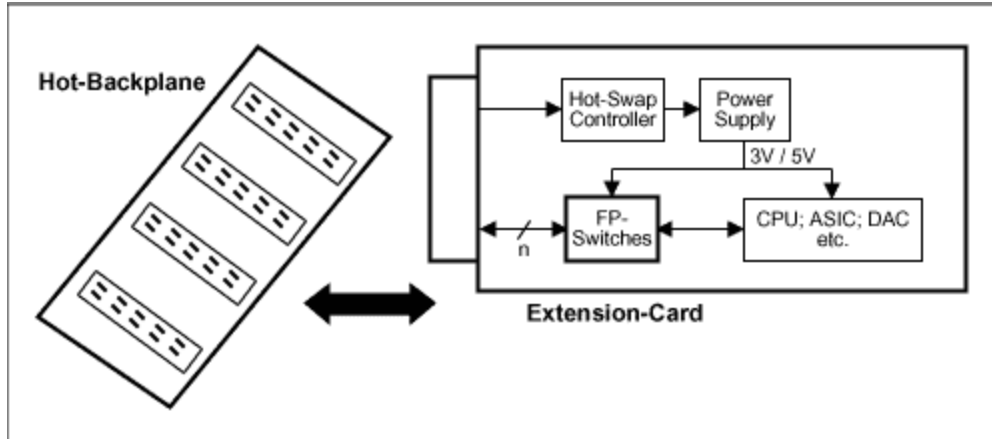 Hot-Backplane
Hot-Swap
Controller
Power
Supply
3V / 5V
FP-
Switches
CPU; ASIC; DAC
etc.
n
Extension-Card